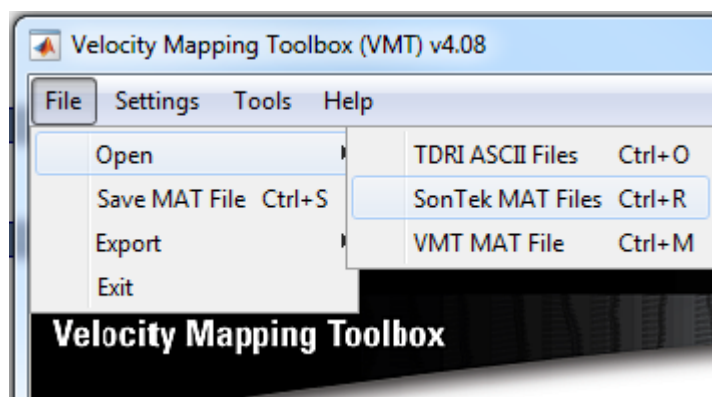 Velocity Mapping Toolbox (VMT) v4.08
File Settings Tools Help
Open
Save MAT File Ctrl+S
Export
Exit
TDRI ASCII Files Ctrl+O
SonTek MAT Files Ctrl+R
VMT MAT File Ctrl+M
Velocity Mapping Toolbox